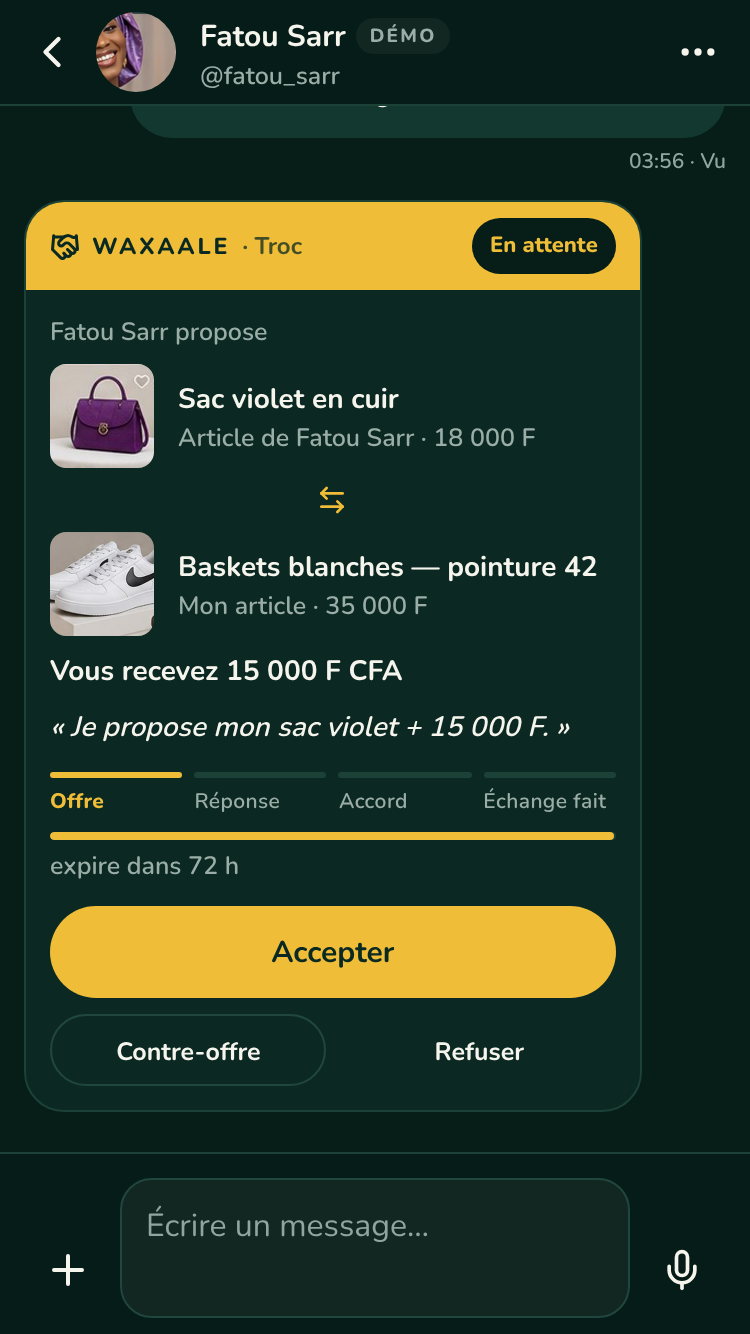 Fatou Sarr DÉMO
@fatou_sarr
03:56 · Vu
WAXAALE · Troc En attente
Fatou Sarr propose
Sac violet en cuir
Article de Fatou Sarr · 18 000 F
Baskets blanches — pointure 42
Mon article · 35 000 F
Vous recevez 15 000 F CFA
« Je propose mon sac violet + 15 000 F. »
Offre Réponse Accord Échange fait
expire dans 72 h
Accepter
Contre-offre Refuser
Écrire un message...